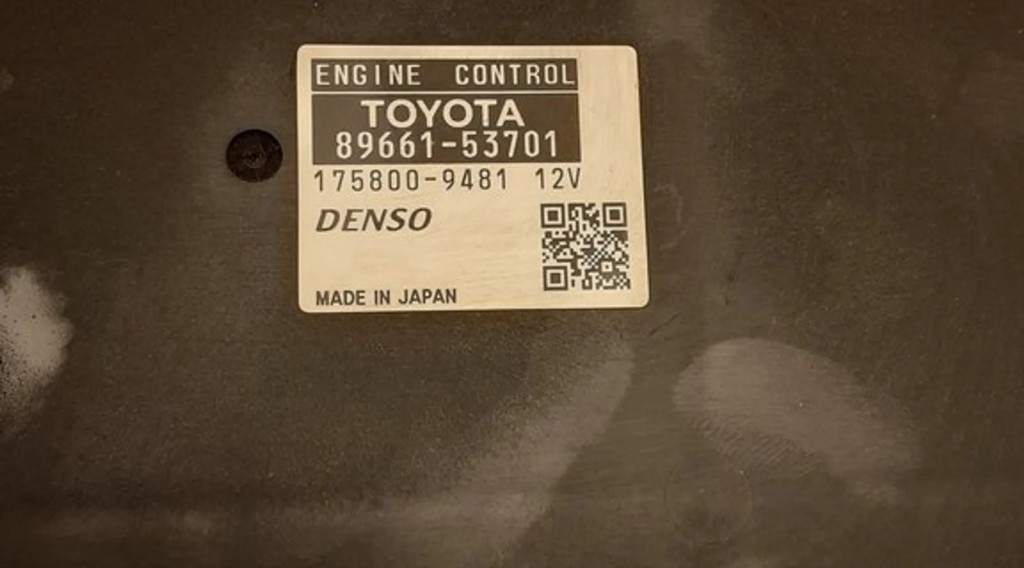 ENGINE CONTROL
TOYOTA
89661-53701
175800-9481 12V
DENSO
MADE IN JAPAN